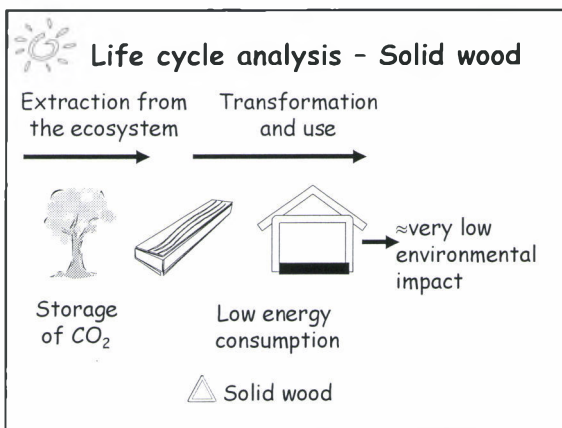 Life cycle analysis – Solid wood
Extraction from
the ecosystem
Transformation
and use
≈very low
environmental
impact
Storage
of CO₂
Low energy
consumption
Solid wood